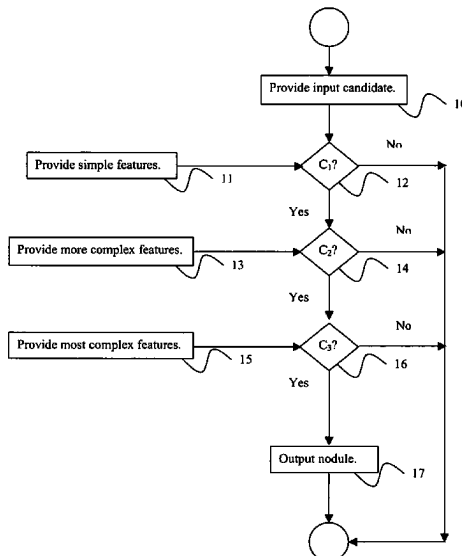 Provide input candidate.
10
No
Provide simple features.
C₁?
11
12
Yes
No
Provide more complex features.
C₂?
13
14
Yes
No
Provide most complex features.
C₃?
15
16
Yes
Output nodule.
17